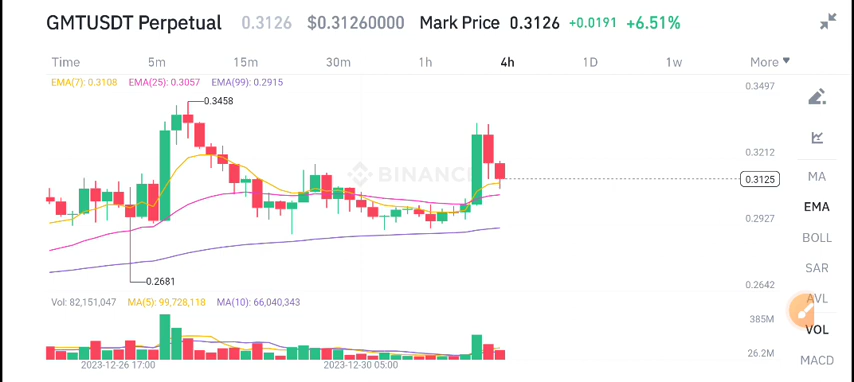 GMTUSDT Perpetual 0.3126 $0.31260000 Mark Price 0.3126 +0.0191 +6.51%
Time 5m 15m 30m 1h 4h 1D 1w More
EMA(7): 0.3108 EMA(25): 0.3057 EMA(99): 0.2915
0.3497
0.3458
0.3212
BINANCE
MA
0.3125
EMA
0.2927
BOLL
SAR
0.2681
0.2642
AVL
Vol: 82,151,047 MA(5): 99,728,118 MA(10): 66,040,343
385M
VOL
26.2M
MACD
2023-12-26 17:00 2023-12-30 05:00